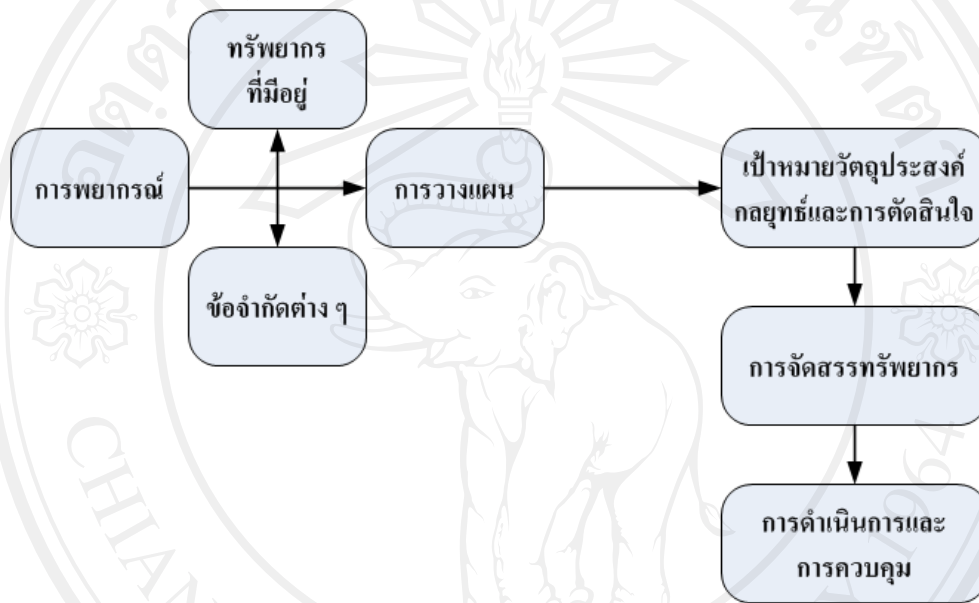 ทรัพยากร
ที่มีอยู่
การพยากรณ์
การวางแผน
เป้าหมายวัตถุประสงค์
กลยุทธ์และการตัดสินใจ
ข้อจำกัดต่าง ๆ
การจัดสรรทรัพยากร
การดำเนินการและ
การควบคุม
1964